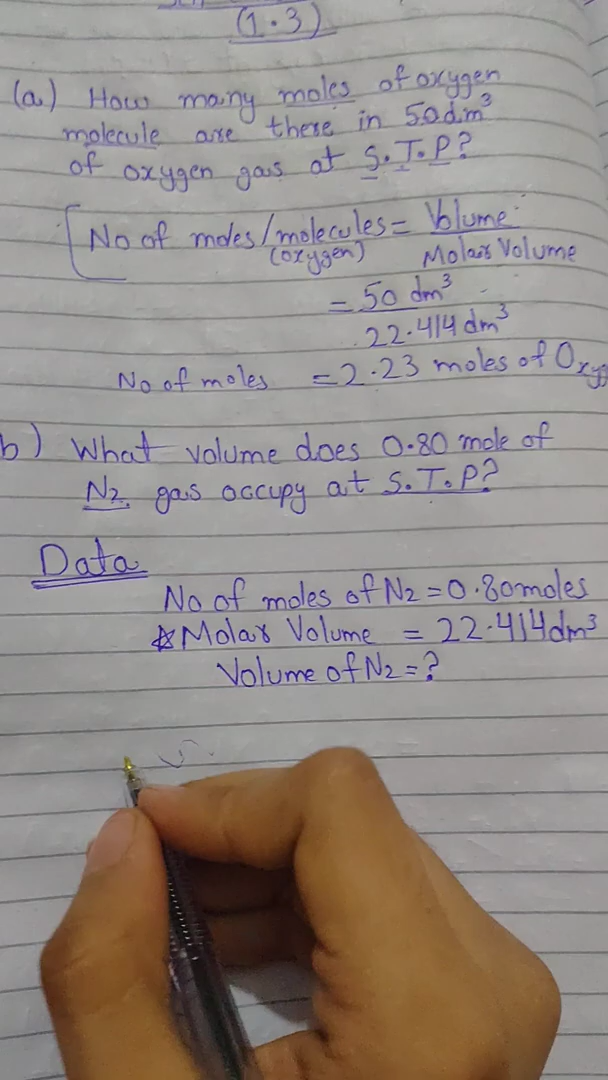 (1.3)
(a) How many moles of oxygen
molecule are there in 50dm³
of oxygen gas at S.T.P?
No of moles/molecules = Volume
(oxygen) Molar Volume
= 50 dm³
22.414dm³
No of moles = 2.23 moles of Oxy
b) What volume does 0.80 mole of
N₂ gas occupy at S.T.P?
Data
No of moles of N₂ = 0.80moles
Molar Volume = 22.414dm³
Volume of N₂ = ?